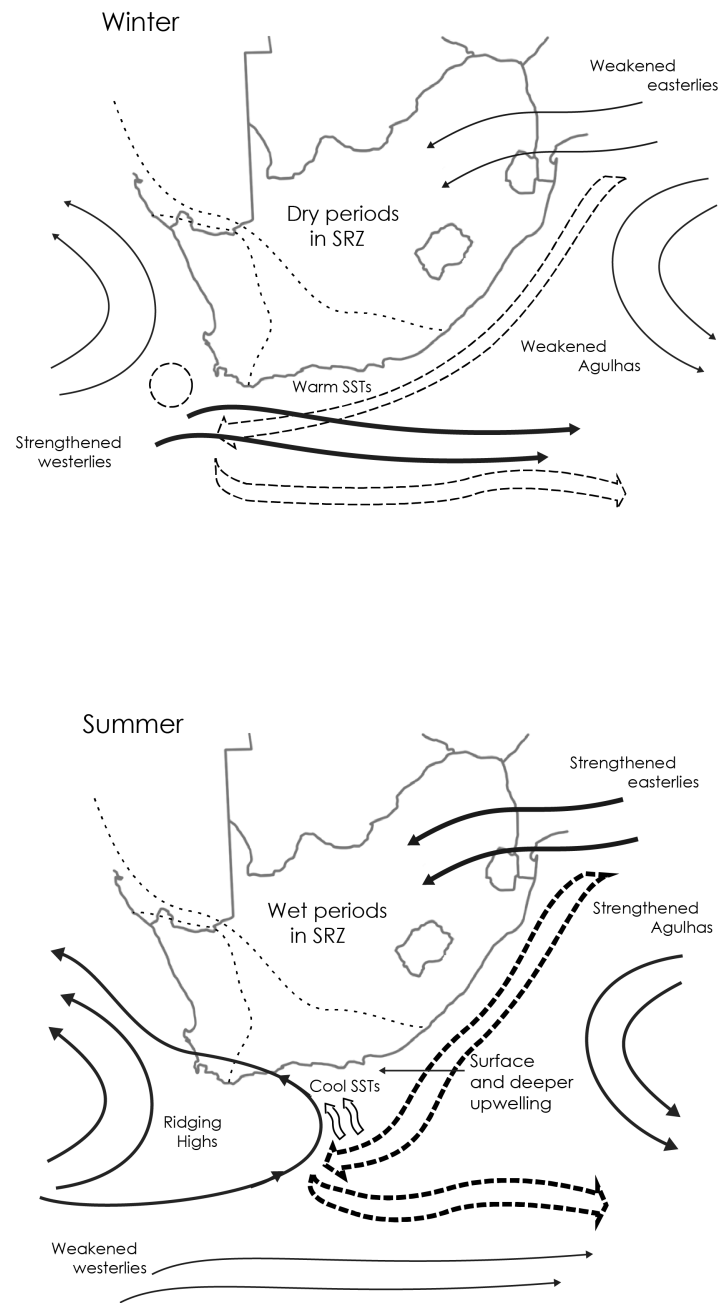 Winter
Weakened
easterlies
Dry periods
in SRZ
Weakened
Agulhas
Warm SSTs
Strengthened
westerlies
Summer
Strengthened
easterlies
Wet periods
in SRZ
Strengthened
Agulhas
Surface
and deeper
upwelling
Cool SSTs
Ridging
Highs
Weakened
westerlies